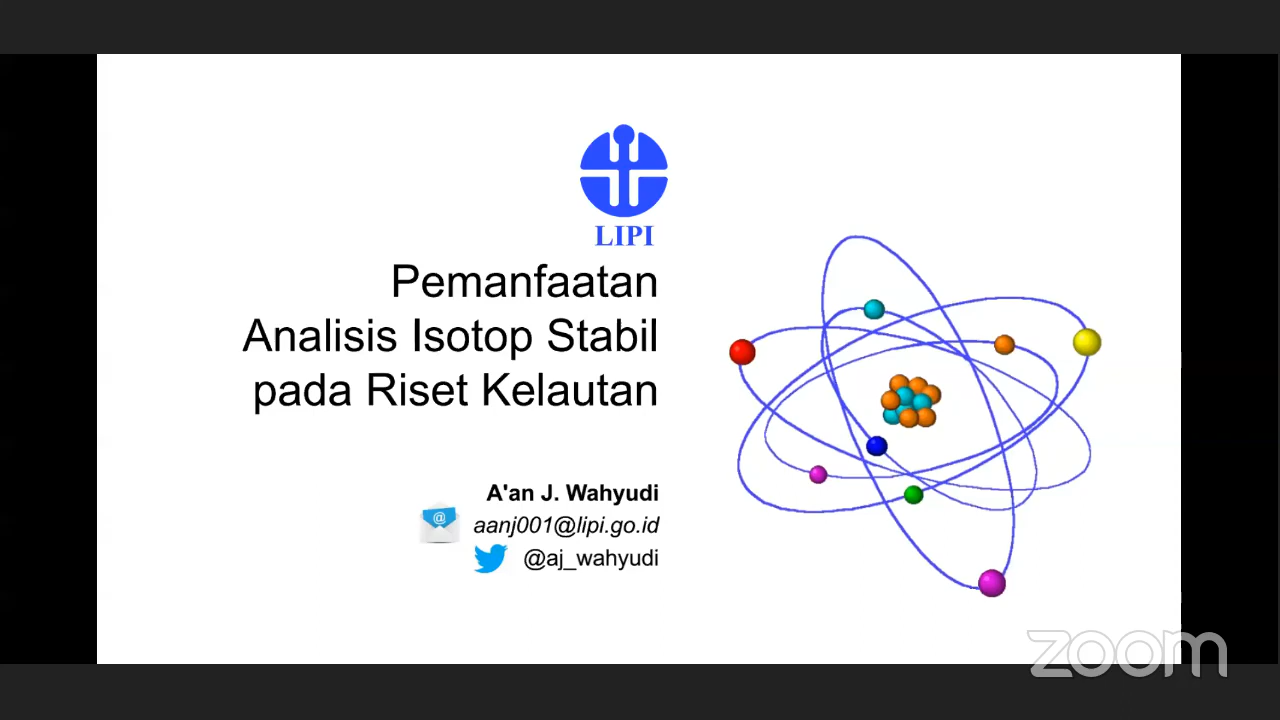 LIPI
Pemanfaatan
Analisis Isotop Stabil
pada Riset Kelautan
A'an J. Wahyudi
@
aanj001@lipi.go.id
@aj_wahyudi
zoom